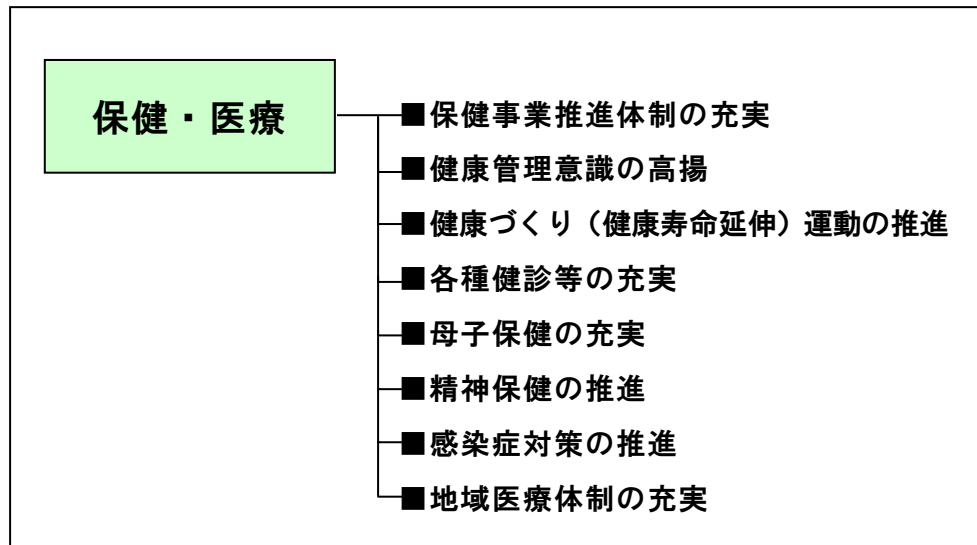 保健・医療
■保健事業推進体制の充実
■健康管理意識の高揚
■健康づくり（健康寿命延伸）運動の推進
■各種健診等の充実
■母子保健の充実
■精神保健の推進
■感染症対策の推進
■地域医療体制の充実